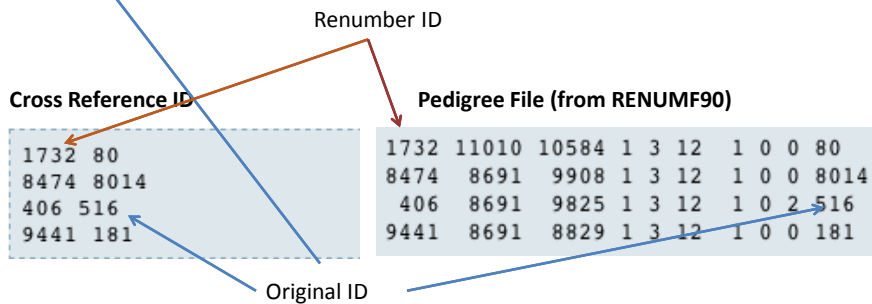 Renumber ID
Cross Reference ID
1732 80
8474 8014
406 516
9441 181
Pedigree File (from RENUMF90)
1732 11010 10584 1 3 12 1 0 0 80
8474 8691 9908 1 3 12 1 0 0 8014
406 8691 9825 1 3 12 1 0 2 516
9441 8691 8829 1 3 12 1 0 0 181
Original ID